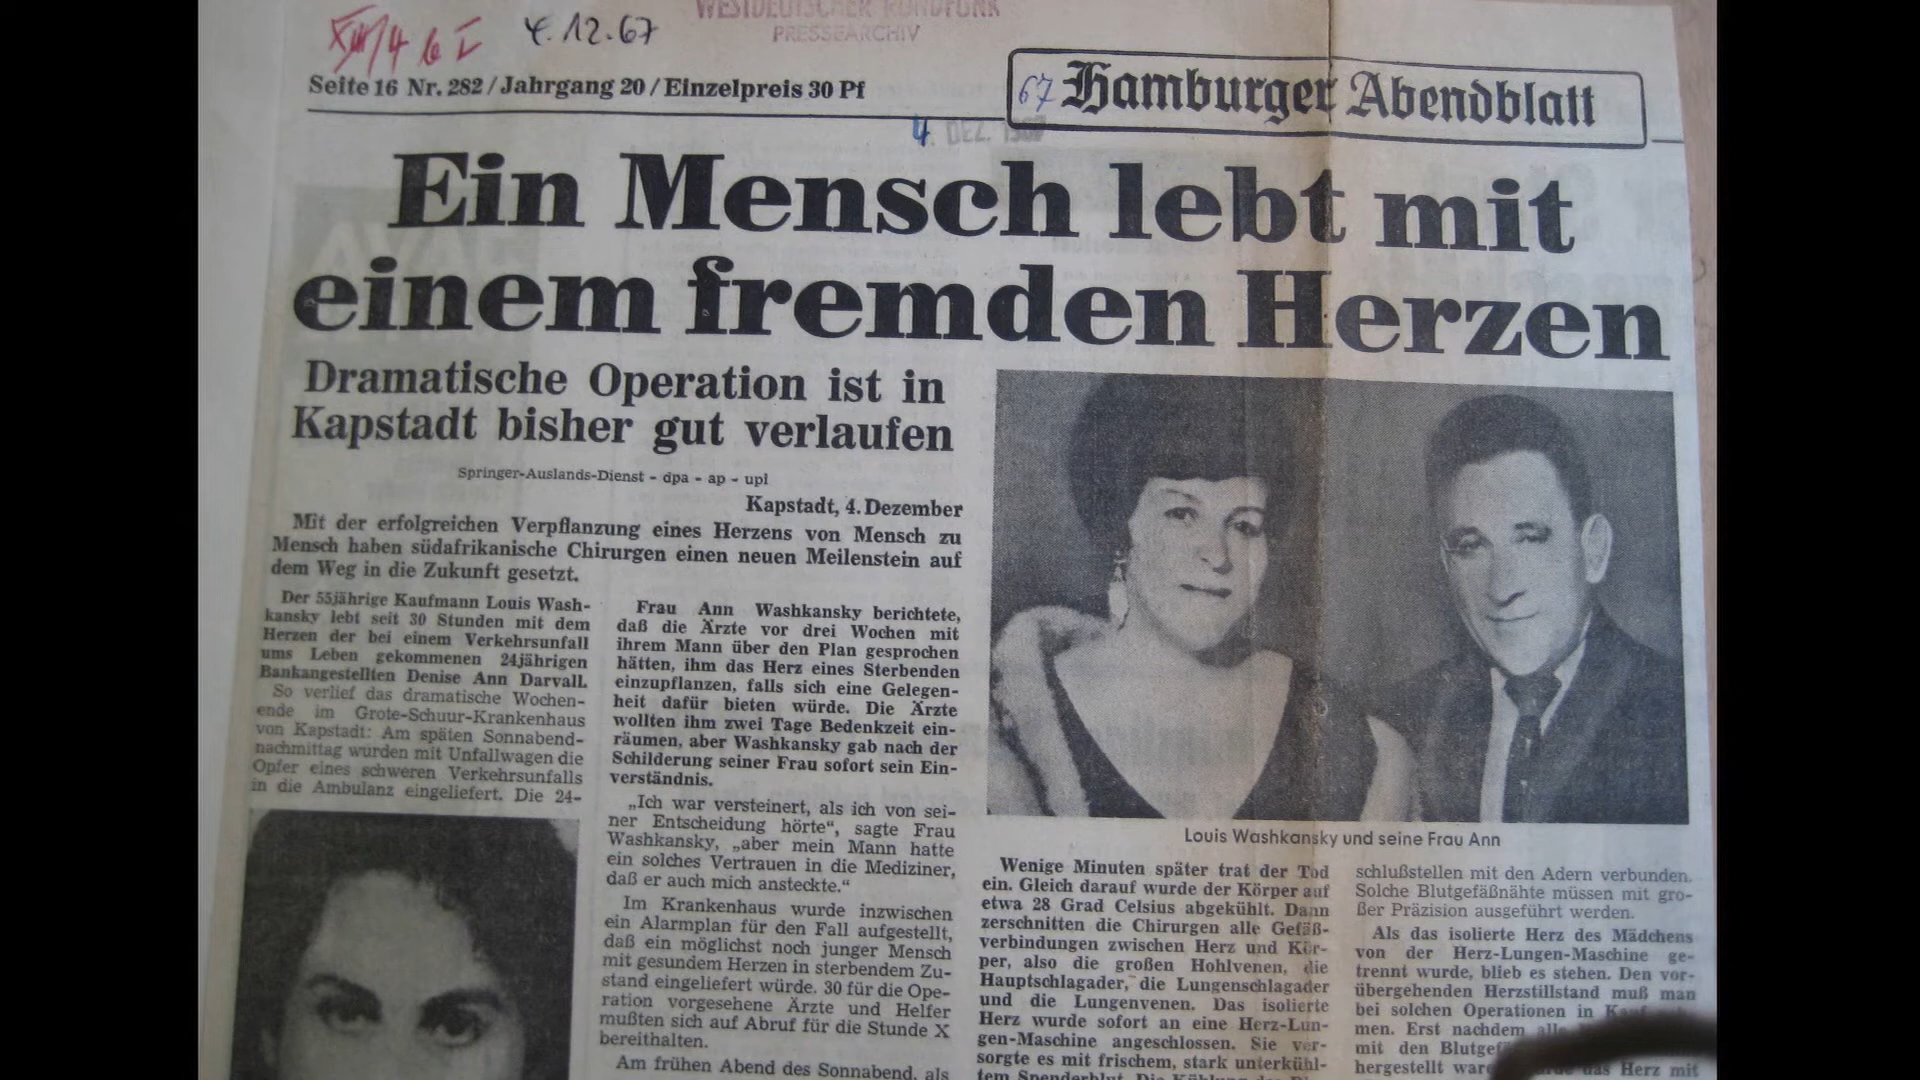 WESTDEUTSCHER RUNDFUNK
PRESSEARCHIV
4.12.67
Seite 16 Nr. 282 / Jahrgang 20 / Einzelpreis 30 Pf
67 Hamburger Abendblatt
4. DEZ. 1967
Ein Mensch lebt mit
einem fremden Herzen
Dramatische Operation ist in
Kapstadt bisher gut verlaufen
Springer-Auslands-Dienst - dpa - ap - upi
Kapstadt, 4. Dezember
Mit der erfolgreichen Verpflanzung eines Herzens von Mensch zu
Mensch haben südafrikanische Chirurgen einen neuen Meilenstein auf
dem Weg in die Zukunft gesetzt.
Der 55jährige Kaufmann Louis Wash-
kansky lebt seit 30 Stunden mit dem
Herzen der bei einem Verkehrsunfall
ums Leben gekommenen 24jährigen
Bankangestellten Denise Ann Darvall.
So verlief das dramatische Wochen-
ende im Grote-Schuur-Krankenhaus
von Kapstadt: Am späten Sonnabend-
nachmittag wurden mit Unfallwagen die
Opfer eines schweren Verkehrsunfalls
in die Ambulanz eingeliefert. Die 24-
Frau Ann Washkansky berichtete,
daß die Ärzte vor drei Wochen mit
ihrem Mann über den Plan gesprochen
hätten, ihm das Herz eines Sterbenden
einzupflanzen, falls sich eine Gelegen-
heit dafür bieten würde. Die Ärzte
wollten ihm zwei Tage Bedenkzeit ein-
räumen, aber Washkansky gab nach der
Schilderung seiner Frau sofort sein Ein-
verständnis.
„Ich war versteinert, als ich von sei-
ner Entscheidung hörte“, sagte Frau
Washkansky, „aber mein Mann hatte
ein solches Vertrauen in die Mediziner,
daß er auch mich ansteckte.“
Im Krankenhaus wurde inzwischen
ein Alarmplan für den Fall aufgestellt,
daß ein möglichst noch junger Mensch
mit gesundem Herzen in sterbendem Zu-
stand eingeliefert würde. 30 für die Ope-
ration vorgesehene Ärzte und Helfer
mußten sich auf Abruf für die Stunde X
bereithalten.
Am frühen Abend des Sonnabend, als
Louis Washkansky und seine Frau Ann
Wenige Minuten später trat der Tod
ein. Gleich darauf wurde der Körper auf
etwa 28 Grad Celsius abgekühlt. Dann
zerschnitten die Chirurgen alle Gefäß-
verbindungen zwischen Herz und Kör-
per, also die großen Hohlvenen, die
Hauptschlagader, die Lungenschlagader
und die Lungenvenen. Das isolierte
Herz wurde sofort an eine Herz-Lun-
gen-Maschine angeschlossen. Sie ver-
sorgte es mit frischem, stark unterkühl-
tem Spenderblut. Die Kühlung des
schlußstellen mit den Adern verbunden.
Solche Blutgefäßnähte müssen mit gro-
ßer Präzision ausgeführt werden.
Als das isolierte Herz des Mädchens
von der Herz-Lungen-Maschine ge-
trennt wurde, blieb es stehen. Den vor-
übergehenden Herzstillstand muß man
bei solchen Operationen in
men. Erst nachdem
mit den
hergestellt das Herz mit